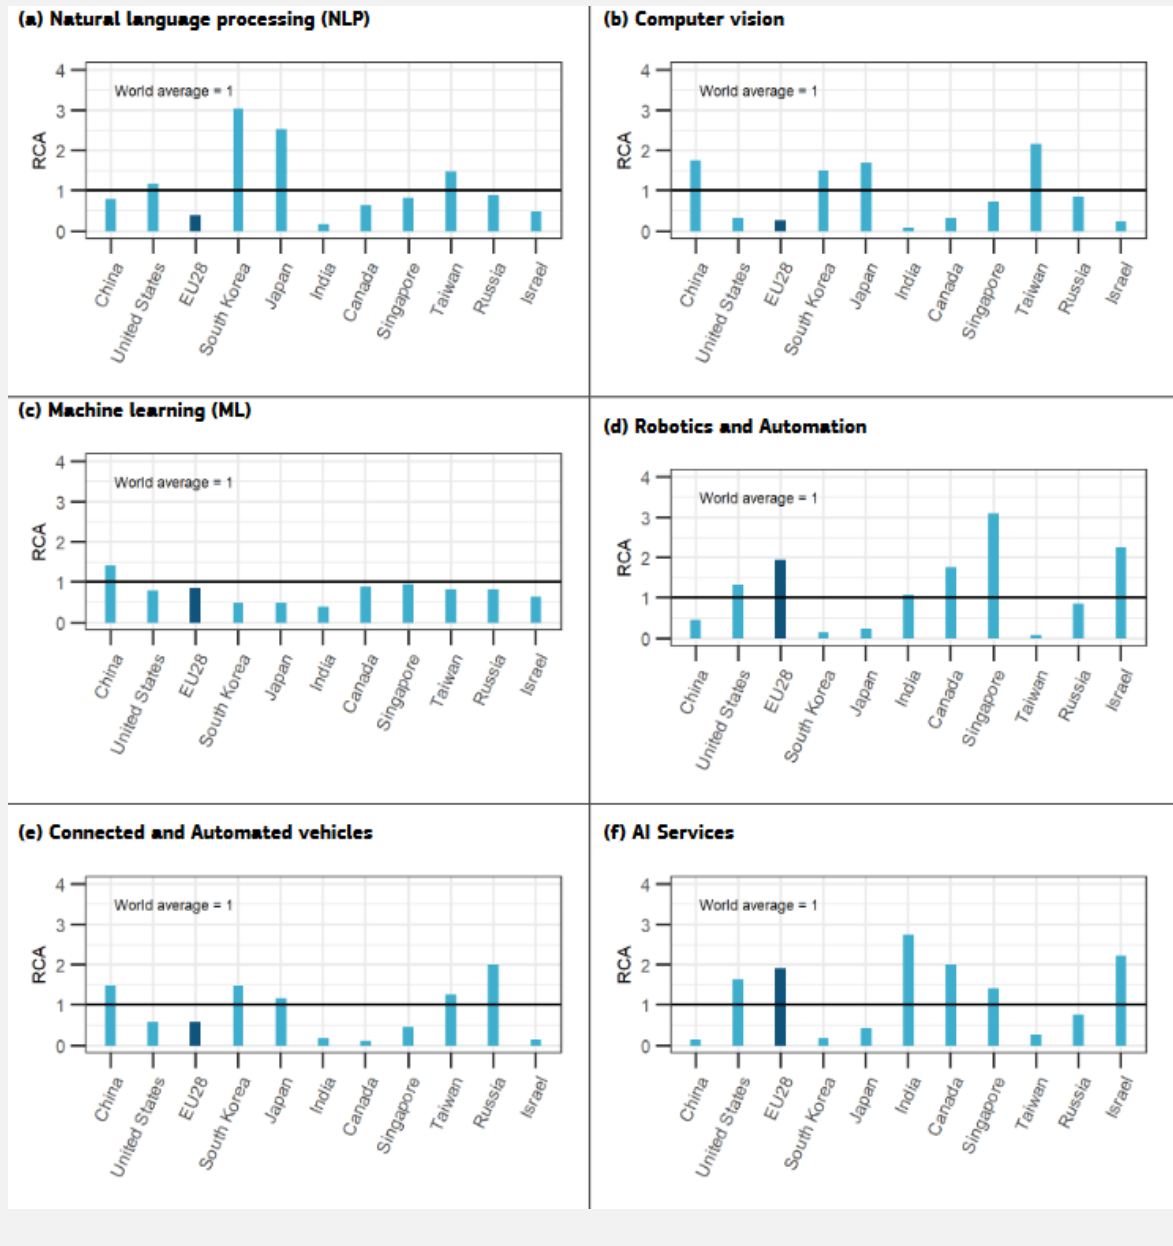 (a) Natural language processing (NLP)
4
World average = 1
3
RCA
2
1
0
China
United States
EU28
South Korea
Japan
India
Canada
Singapore
Taiwan
Russia
Israel
(b) Computer vision
4
World average = 1
3
RCA
2
1
0
China
United States
EU28
South Korea
Japan
India
Canada
Singapore
Taiwan
Russia
Israel
(c) Machine learning (ML)
4
World average = 1
3
RCA
2
1
0
China
United States
EU28
South Korea
Japan
India
Canada
Singapore
Taiwan
Russia
Israel
(d) Robotics and Automation
4
World average = 1
3
RCA
2
1
0
China
United States
EU28
South Korea
Japan
India
Canada
Singapore
Taiwan
Russia
Israel
(e) Connected and Automated vehicles
4
World average = 1
3
RCA
2
1
0
China
United States
EU28
South Korea
Japan
India
Canada
Singapore
Taiwan
Russia
Israel
(f) AI Services
4
World average = 1
3
RCA
2
1
0
China
United States
EU28
South Korea
Japan
India
Canada
Singapore
Taiwan
Russia
Israel